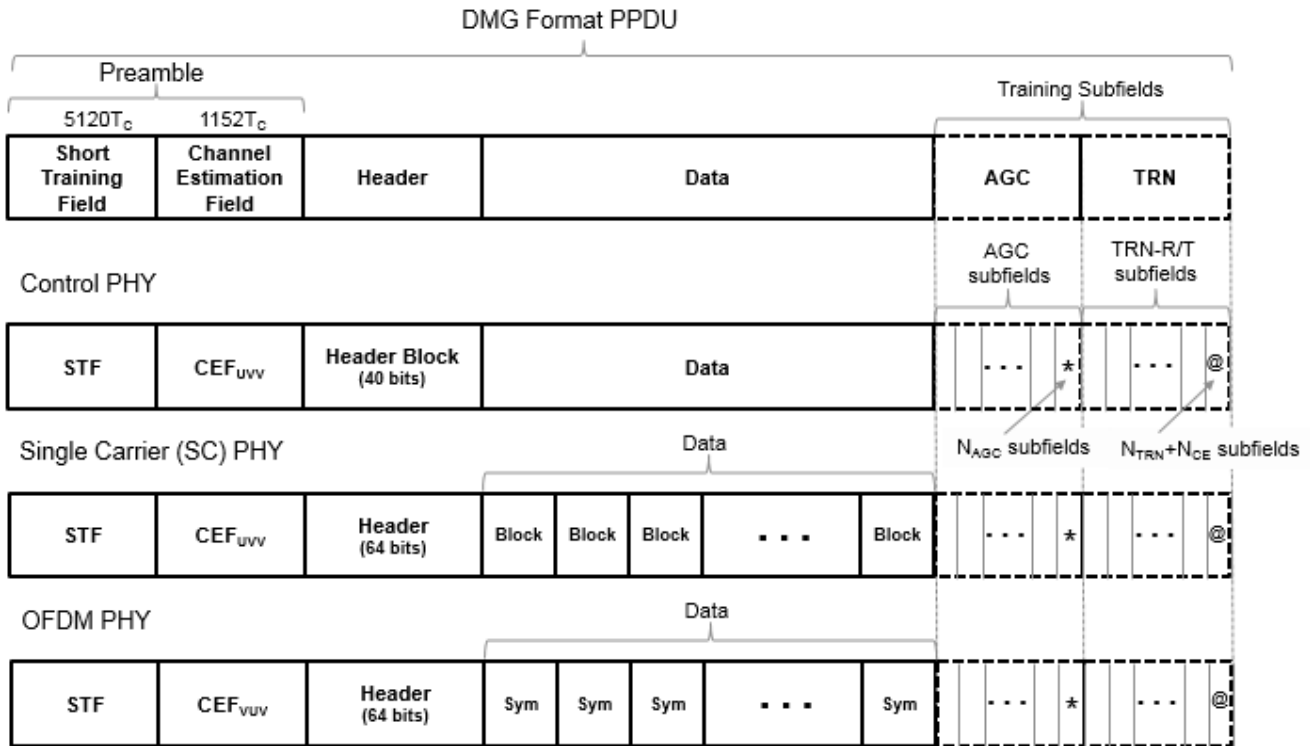 DMG Format PPDU
Preamble
Training Subfields
5120Tc 1152Tc
Short Training Field
Channel Estimation Field
Header
Data
AGC
TRN
AGC subfields
TRN-R/T subfields
Control PHY
STF
CEFUVV
Header Block (40 bits)
Data
- - -
*
- - -
@
Single Carrier (SC) PHY
Data
NAGC subfields
NTRN+NCE subfields
STF
CEFUVV
Header (64 bits)
Block
Block
Block
- - -
Block
- - -
*
- - -
@
OFDM PHY
Data
STF
CEFVUV
Header (64 bits)
Sym
Sym
Sym
- - -
Sym
- - -
*
- - -
@